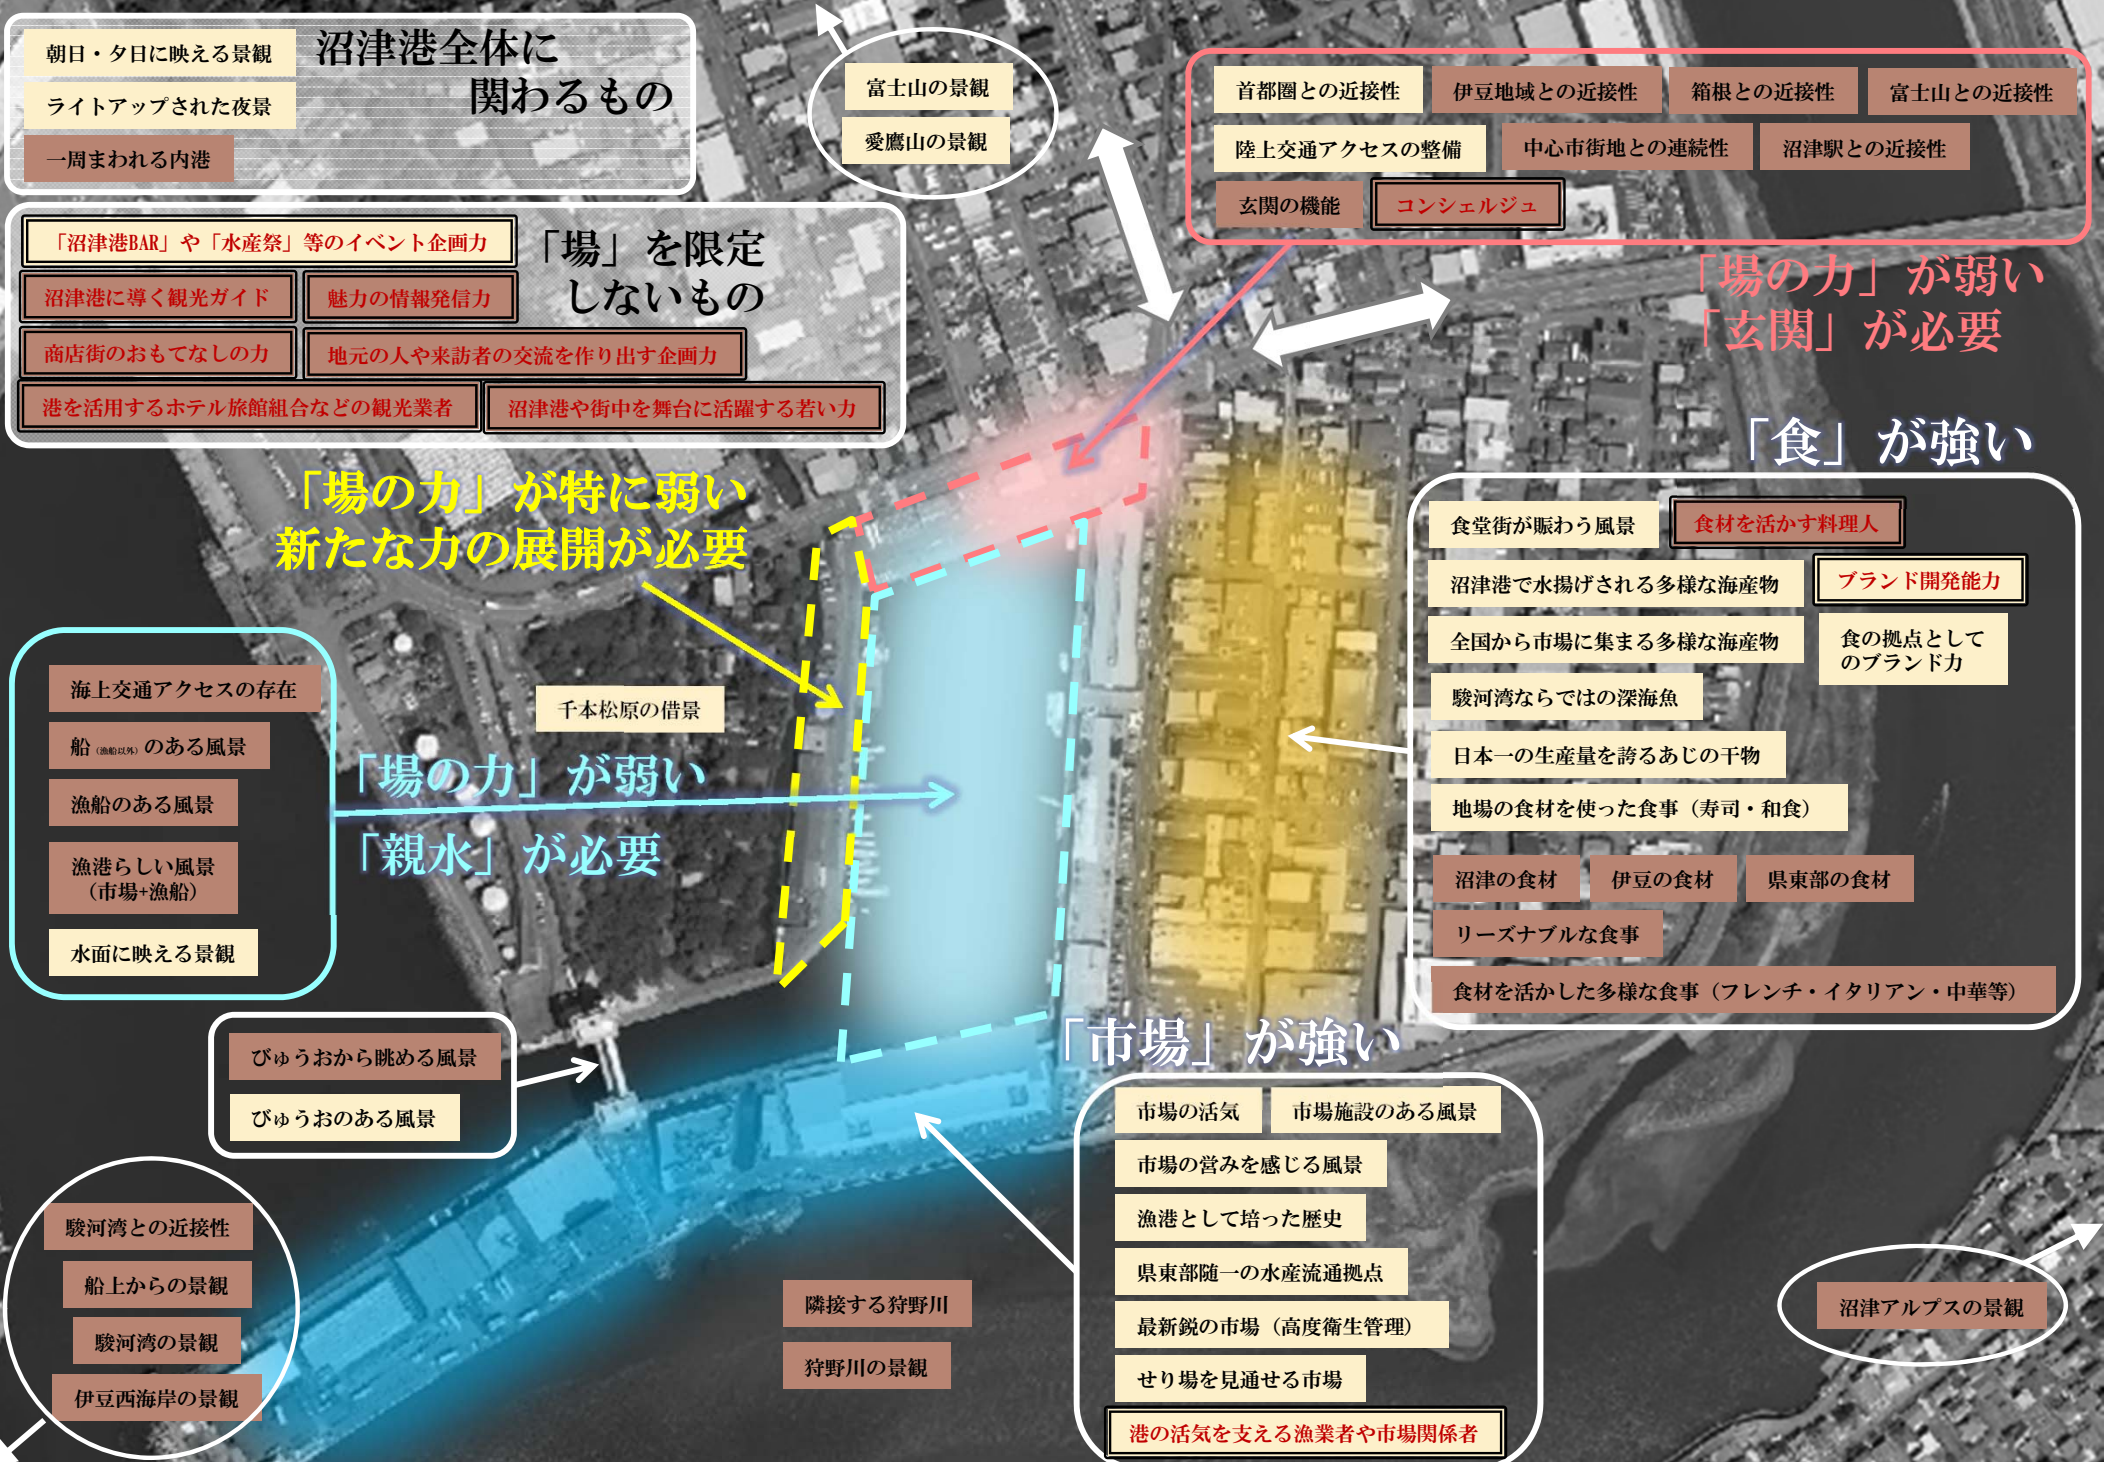 沼津港全体に
関わるもの
朝日・夕日に映える景観
ライトアップされた夜景
一周まわれる内港
「場」を限定
しないもの
「沼津港BAR」や「水産祭」等のイベント企画力
沼津港に導く観光ガイド
魅力の情報発信力
商店街のおもてなしの力
地元の人や来訪者の交流を作り出す企画力
港を活用するホテル旅館組合などの観光業者
沼津港や街中を舞台に活躍する若い力
富士山の景観
愛鷹山の景観
首都圏との近接性
伊豆地域との近接性
箱根との近接性
富士山との近接性
陸上交通アクセスの整備
中心市街地との連続性
沼津駅との近接性
玄関の機能
コンシェルジュ
「場の力」が弱い
「玄関」が必要
「場の力」が特に弱い
新たな力の展開が必要
「食」が強い
食堂街が賑わう風景
食材を活かす料理人
沼津港で水揚げされる多様な海産物
ブランド開発能力
全国から市場に集まる多様な海産物
食の拠点として
のブランド力
駿河湾ならではの深海魚
日本一の生産量を誇るあじの干物
地場の食材を使った食事（寿司・和食）
沼津の食材
伊豆の食材
県東部の食材
リーズナブルな食事
食材を活かした多様な食事（フレンチ・イタリアン・中華等）
海上交通アクセスの存在
船（漁船以外）のある風景
漁船のある風景
漁港らしい風景
（市場+漁船）
水面に映える景観
千本松原の借景
「場の力」が弱い
「親水」が必要
びゅうおから眺める風景
びゅうおのある風景
「市場」が強い
市場の活気
市場施設のある風景
市場の営みを感じる風景
漁港として培った歴史
県東部随一の水産流通拠点
最新鋭の市場（高度衛生管理）
せり場を見通せる市場
港の活気を支える漁業者や市場関係者
駿河湾との近接性
船上からの景観
駿河湾の景観
伊豆西海岸の景観
隣接する狩野川
狩野川の景観
沼津アルプスの景観